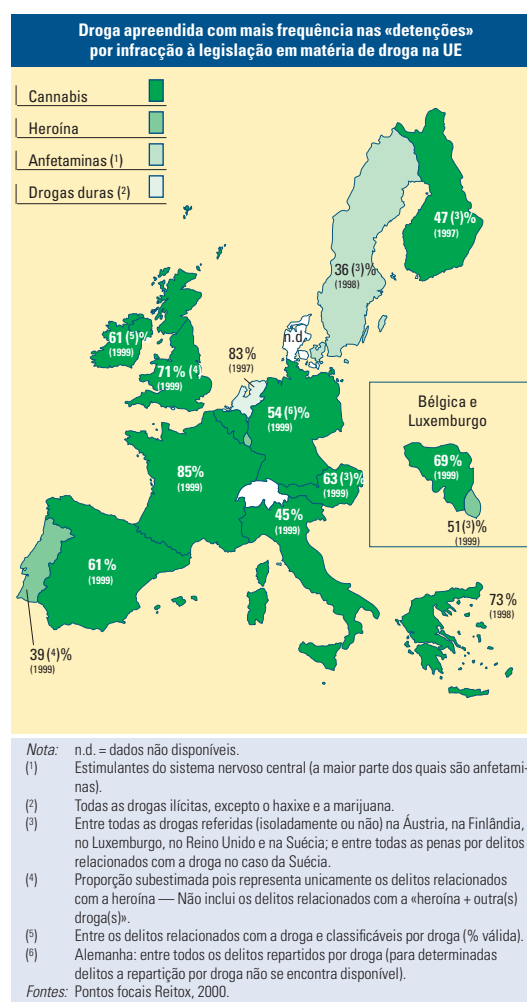 Droga apreendida com mais frequência nas «detenções»
por infracção à legislação em matéria de droga na UE
Cannabis
Heroína
Anfetaminas (¹)
Drogas duras (²)
47 (³)%
(1997)
36 (³)%
(1998)
n.d.
61 (⁵)%
(1999)
71% (⁴)
(1999)
83%
(1997)
54 (⁶)%
(1999)
Bélgica e
Luxemburgo
69%
(1999)
51(³)%
(1999)
85%
(1999)
63 (³)%
(1999)
45%
(1999)
61%
(1999)
73%
(1998)
39 (⁴)%
(1999)
Nota: n.d. = dados não disponíveis.
(¹) Estimulantes do sistema nervoso central (a maior parte dos quais são anfetami-
nas).
(²) Todas as drogas ilícitas, excepto o haxixe e a marijuana.
(³) Entre todas as drogas referidas (isoladamente ou não) na Áustria, na Finlândia,
no Luxemburgo, no Reino Unido e na Suécia; e entre todas as penas por delitos
relacionados com a droga no caso da Suécia.
(⁴) Proporção subestimada pois representa unicamente os delitos relacionados
com a heroína — Não inclui os delitos relacionados com a «heroína + outra(s)
droga(s)».
(⁵) Entre os delitos relacionados com a droga e classificáveis por droga (% válida).
(⁶) Alemanha: entre todos os delitos repartidos por droga (para determinadas
delitos a repartição por droga não se encontra disponível).
Fontes: Pontos focais Reitox, 2000.